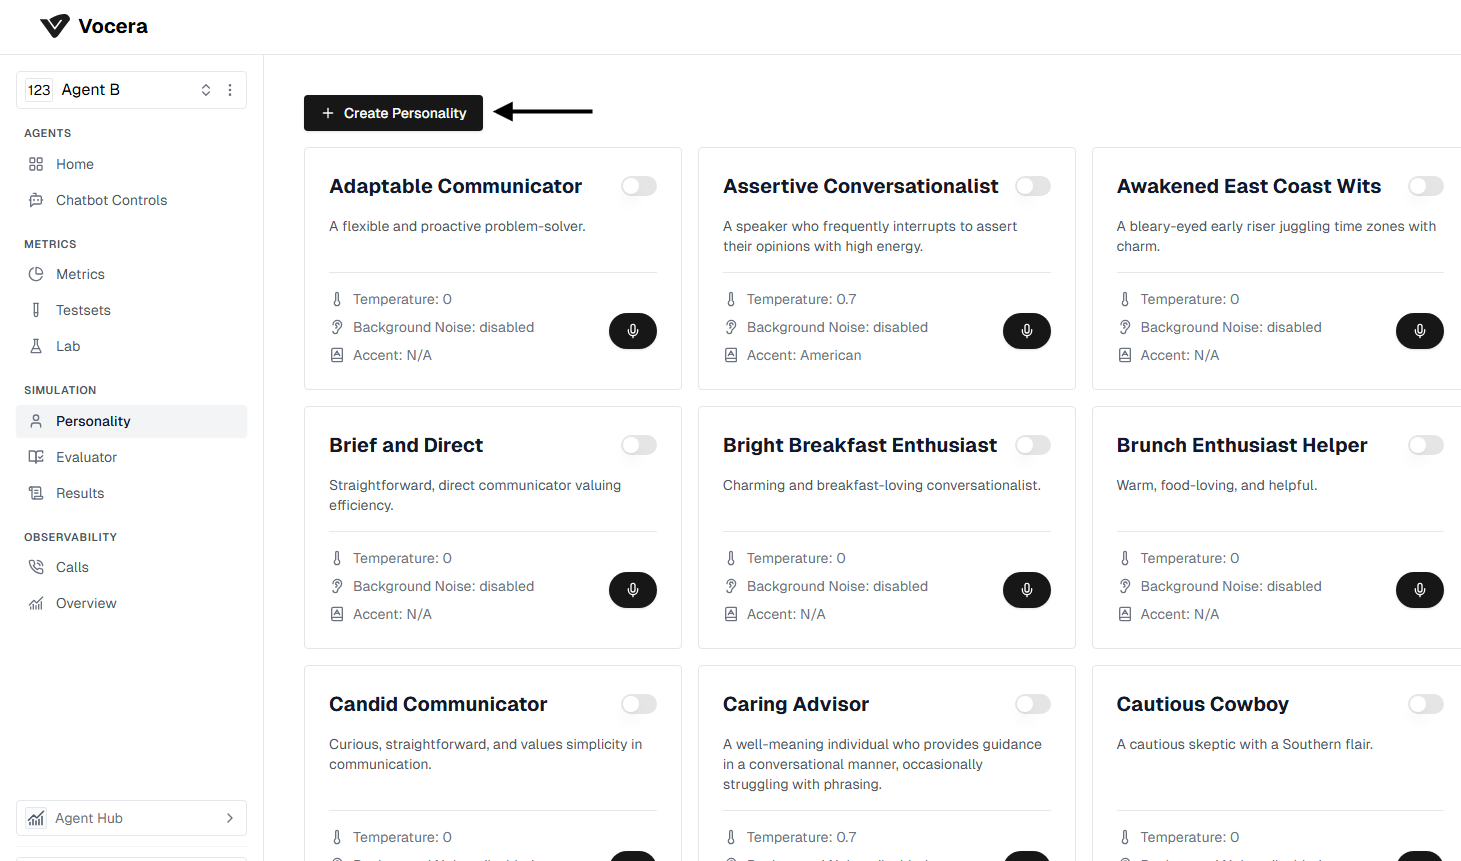 Vocera
123 Agent B
AGENTS
Home
Chatbot Controls
METRICS
Metrics
Testsets
Lab
SIMULATION
Personality
Evaluator
Results
OBSERVABILITY
Calls
Overview
Agent Hub
+ Create Personality
Adaptable Communicator
A flexible and proactive problem-solver.
Temperature: 0
Background Noise: disabled
Accent: N/A
Assertive Conversationalist
A speaker who frequently interrupts to assert
their opinions with high energy.
Temperature: 0.7
Background Noise: disabled
Accent: American
Awakened East Coast Wits
A bleary-eyed early riser juggling time zones with
charm.
Temperature: 0
Background Noise: disabled
Accent: N/A
Brief and Direct
Straightforward, direct communicator valuing
efficiency.
Temperature: 0
Background Noise: disabled
Accent: N/A
Bright Breakfast Enthusiast
Charming and breakfast-loving conversationalist.
Temperature: 0
Background Noise: disabled
Accent: N/A
Brunch Enthusiast Helper
Warm, food-loving, and helpful.
Temperature: 0
Background Noise: disabled
Accent: N/A
Candid Communicator
Curious, straightforward, and values simplicity in
communication.
Temperature: 0
Caring Advisor
A well-meaning individual who provides guidance
in a conversational manner, occasionally
struggling with phrasing.
Temperature: 0.7
Cautious Cowboy
A cautious skeptic with a Southern flair.
Temperature: 0